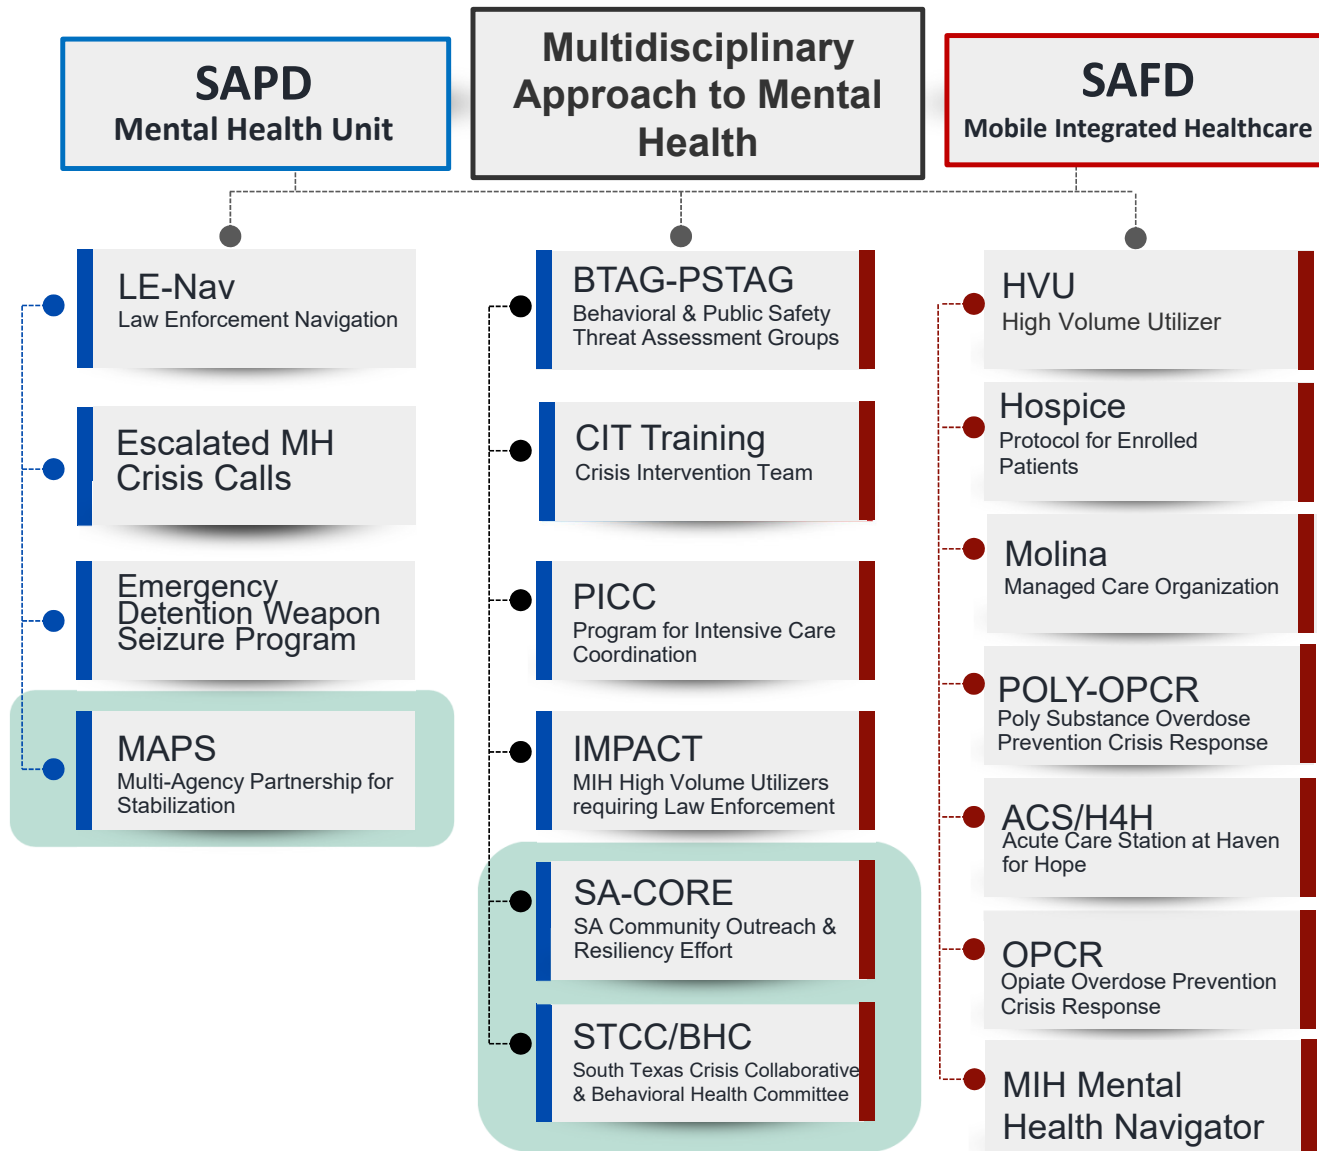 SAPD
Mental Health Unit
Multidisciplinary
Approach to Mental
Health
SAFD
Mobile Integrated Healthcare
LE-Nav
Law Enforcement Navigation
Escalated MH
Crisis Calls
Emergency
Detention Weapon
Seizure Program
MAPS
Multi-Agency Partnership for
Stabilization
BTAG-PSTAG
Behavioral & Public Safety
Threat Assessment Groups
CIT Training
Crisis Intervention Team
PICC
Program for Intensive Care
Coordination
IMPACT
MIH High Volume Utilizers
requiring Law Enforcement
SA-CORE
SA Community Outreach &
Resiliency Effort
STCC/BHC
South Texas Crisis Collaborative
& Behavioral Health Committee
HVU
High Volume Utilizer
Hospice
Protocol for Enrolled
Patients
Molina
Managed Care Organization
POLY-OPCR
Poly Substance Overdose
Prevention Crisis Response
ACS/H4H
Acute Care Station at Haven
for Hope
OPCR
Opiate Overdose Prevention
Crisis Response
MIH Mental
Health Navigator